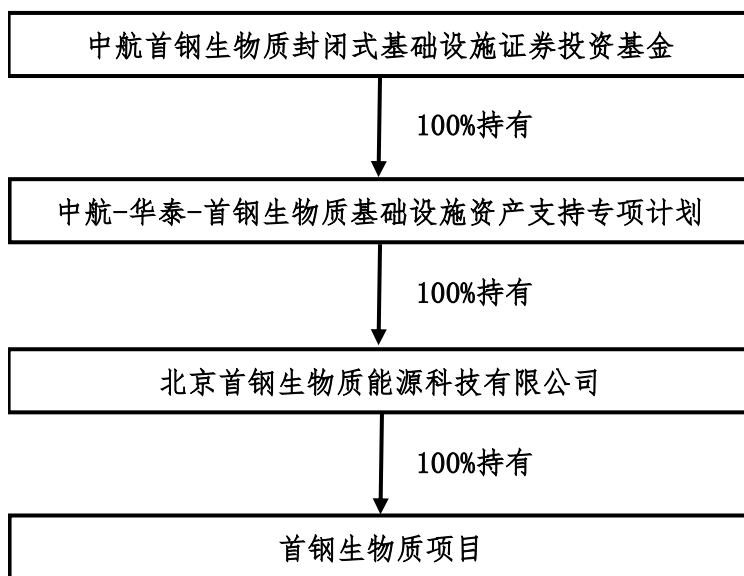 中航首钢生物质封闭式基础设施证券投资基金
100%持有
中航-华泰-首钢生物质基础设施资产支持专项计划
100%持有
北京首钢生物质能源科技有限公司
100%持有
首钢生物质项目